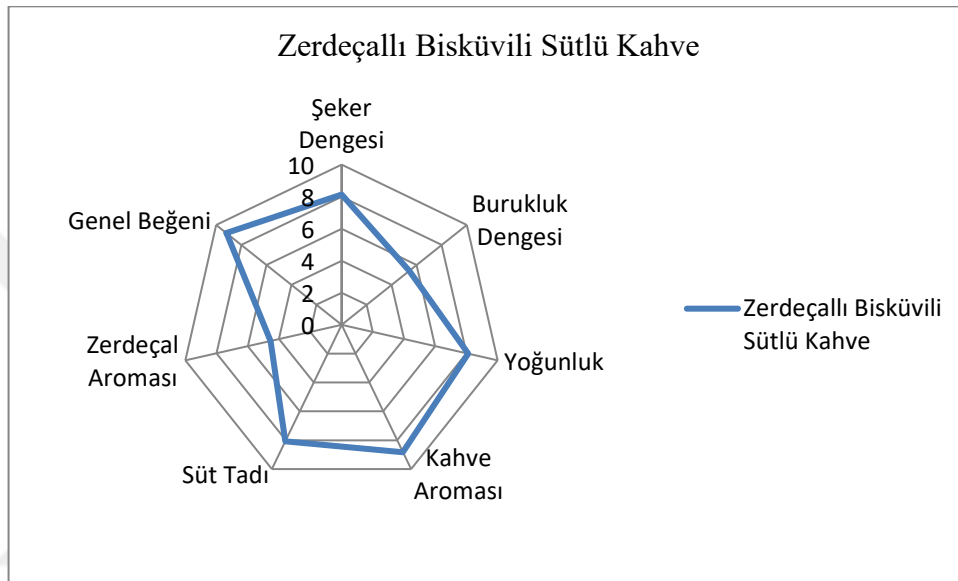 Zerdeçallı Bisküvili Sütlü Kahve
Şeker
Dengesi
Burukluk
Dengesi
Yoğunluk
Kahve
Aroması
Süt Tadı
Zerdeçal
Aroması
Genel Beğeni
10
8
6
4
2
0
Zerdeçallı Bisküvili
Sütlü Kahve